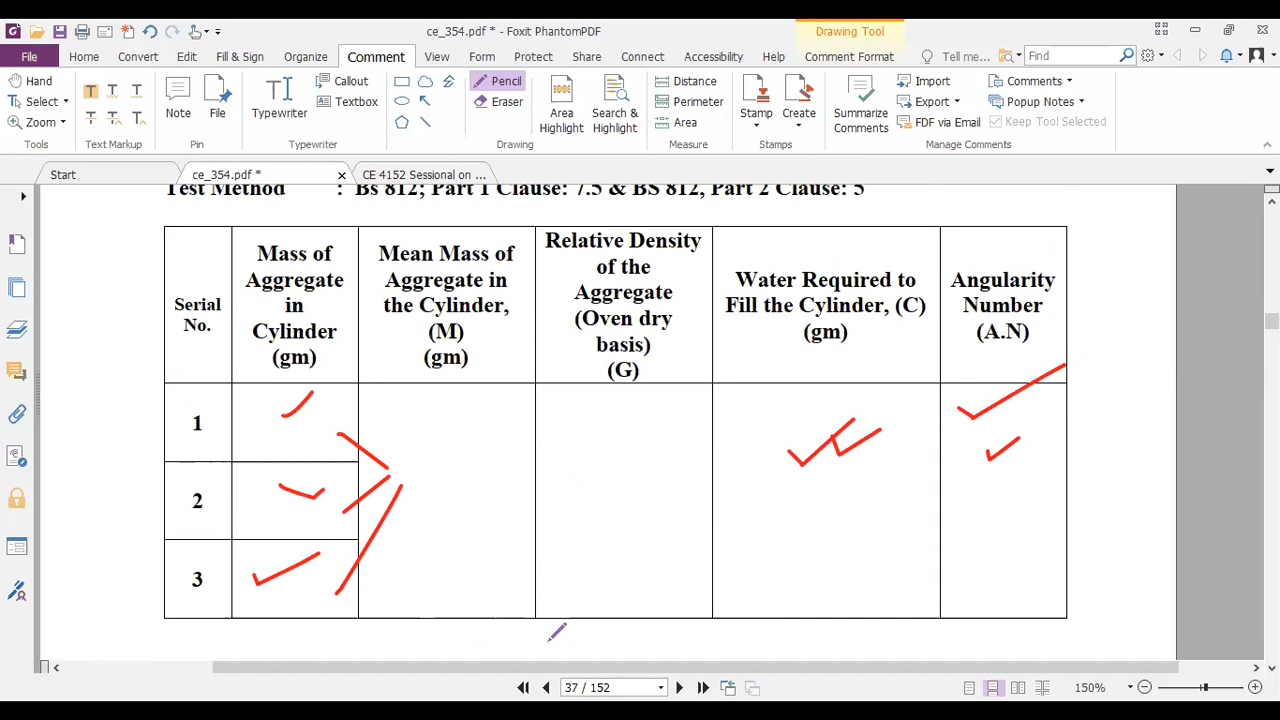 ce_354.pdf * - Foxit PhantomPDF
Drawing Tool
File
Home
Convert
Edit
Fill & Sign
Organize
Comment
View
Form
Protect
Share
Connect
Accessibility
Help
Comment Format
Tell me...
Find
Hand
Select
Zoom
Tools
T T T
T T T
Text Markup
Note
File
Pin
Typewriter
Callout
Textbox
Typewriter
Pencil
Eraser
Area
Highlight
Search &
Highlight
Drawing
Distance
Perimeter
Area
Measure
Stamp
Create
Stamps
Summarize
Comments
Import
Export
FDF via Email
Comments
Popup Notes
Keep Tool Selected
Manage Comments
Start
ce_354.pdf *
CE 4152 Sessional on ...
Test Method : Bs 812; Part 1 Clause: 7.5 & BS 812, Part 2 Clause: 5
Serial
No.
Mass of
Aggregate
in
Cylinder
(gm)
Mean Mass of
Aggregate in
the Cylinder,
(M)
(gm)
Relative Density
of the
Aggregate
(Oven dry
basis)
(G)
Water Required to
Fill the Cylinder, (C)
(gm)
Angularity
Number
(A.N)
1
2
3
37 / 152
150%